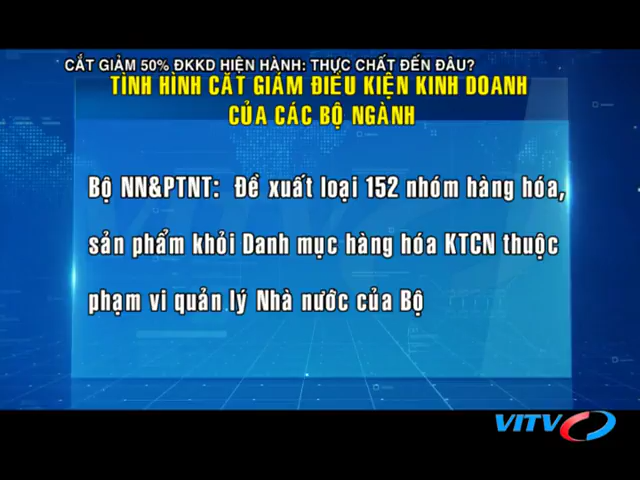 CẮT GIẢM 50% ĐKKD HIỆN HÀNH: THỰC CHẤT ĐẾN ĐÂU?
TÌNH HÌNH CẮT GIẢM ĐIỀU KIỆN KINH DOANH
CỦA CÁC BỘ NGÀNH
Bộ NN&PTNT: Đề xuất loại 152 nhóm hàng hóa,
sản phẩm khỏi Danh mục hàng hóa KTCN thuộc
phạm vi quản lý Nhà nước của Bộ
VITV